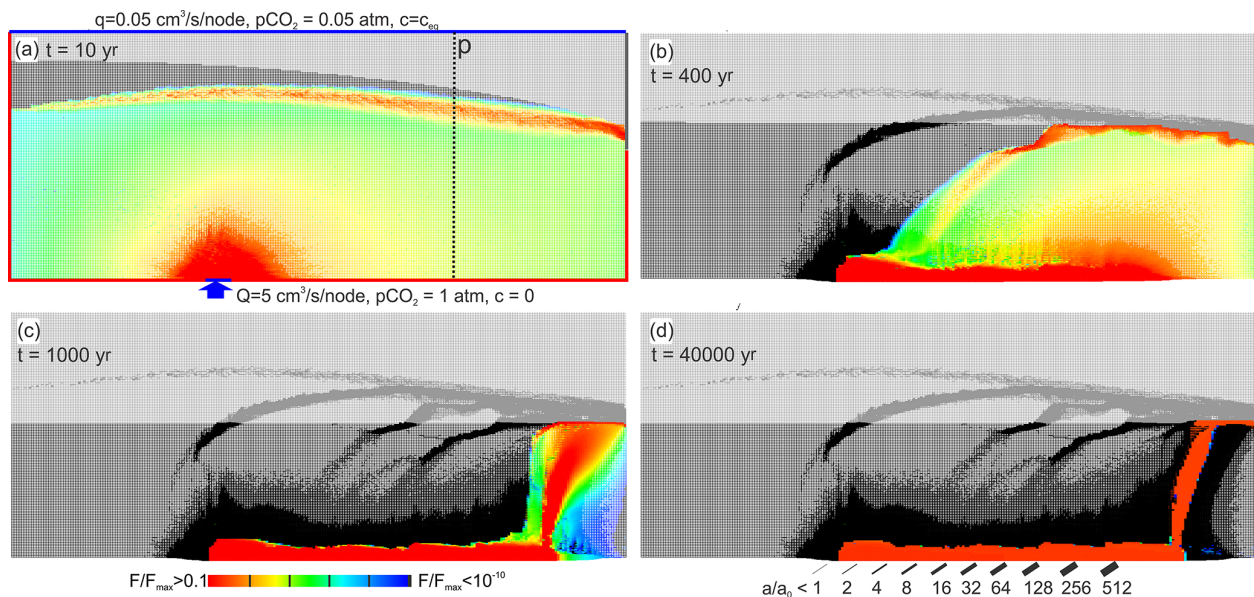 q=0.05 cm³/s/node, pCO₂ = 0.05 atm, c=c_eq
(a)
t = 10 yr
p
Q=5 cm³/s/node, pCO₂ = 1 atm, c = 0
(b)
t = 400 yr
(c)
t = 1000 yr
F/F_max>0.1
F/F_max<10⁻¹⁰
(d)
t = 40000 yr
a/a₀ < 1 2 4 8 16 32 64 128 256 512